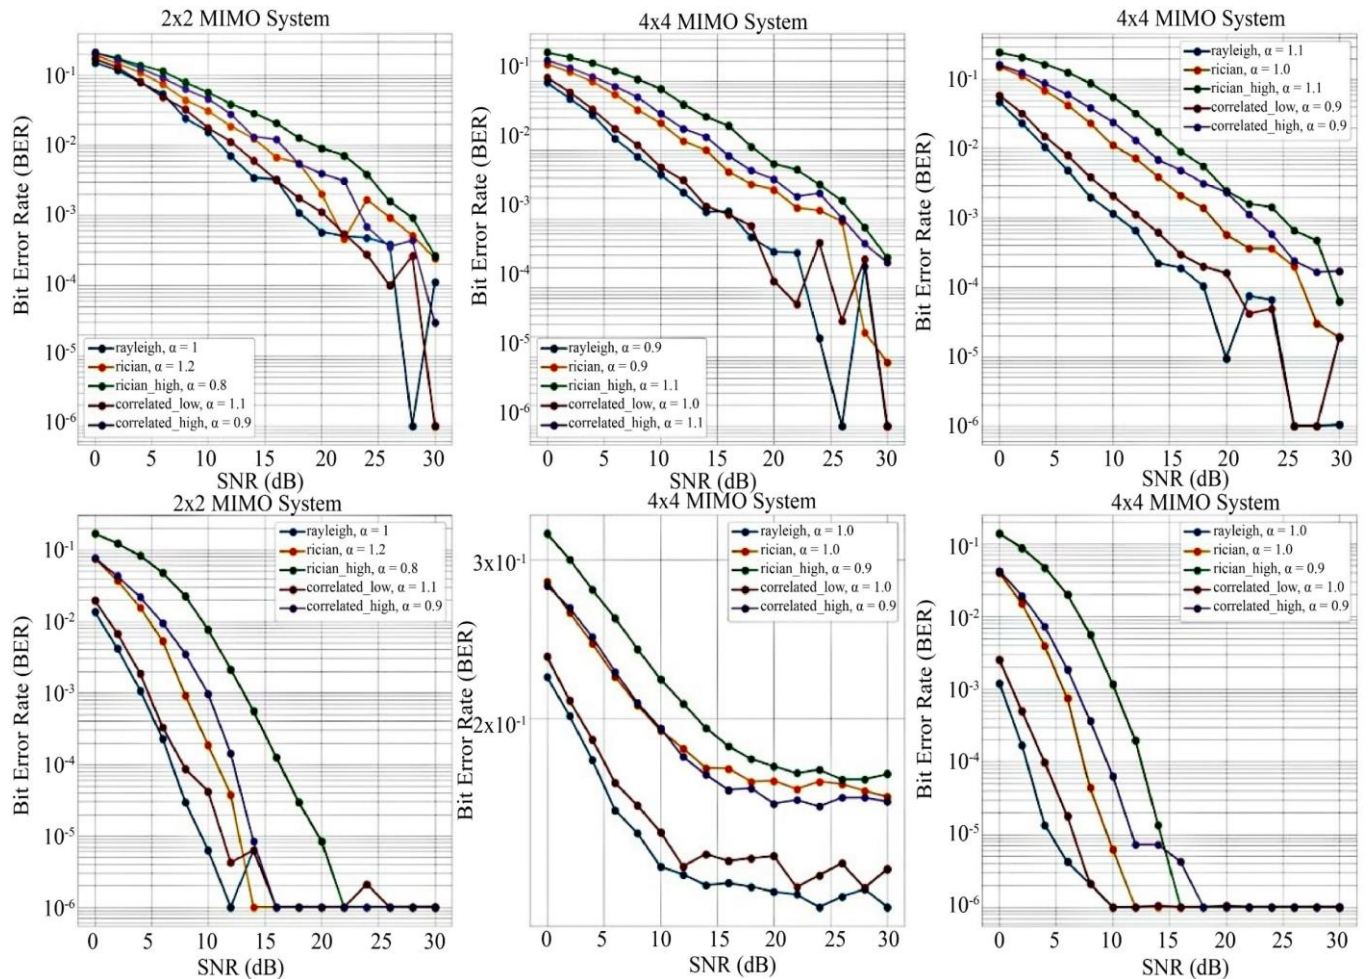 2x2 MIMO System
Bit Error Rate (BER)
10⁻¹
10⁻²
10⁻³
10⁻⁴
10⁻⁵
10⁻⁶
rayleigh, α = 1
rician, α = 1.2
rician_high, α = 0.8
correlated_low, α = 1.1
correlated_high, α = 0.9
0 5 10 15 20 25 30
SNR (dB)
4x4 MIMO System
Bit Error Rate (BER)
10⁻¹
10⁻²
10⁻³
10⁻⁴
10⁻⁵
10⁻⁶
rayleigh, α = 0.9
rician, α = 0.9
rician_high, α = 1.1
correlated_low, α = 1.0
correlated_high, α = 1.1
0 5 10 15 20 25 30
SNR (dB)
4x4 MIMO System
Bit Error Rate (BER)
10⁻¹
10⁻²
10⁻³
10⁻⁴
10⁻⁵
10⁻⁶
rayleigh, α = 1.1
rician, α = 1.0
rician_high, α = 1.1
correlated_low, α = 0.9
correlated_high, α = 0.9
0 5 10 15 20 25 30
SNR (dB)
2x2 MIMO System
Bit Error Rate (BER)
10⁻¹
10⁻²
10⁻³
10⁻⁴
10⁻⁵
10⁻⁶
rayleigh, α = 1
rician, α = 1.2
rician_high, α = 0.8
correlated_low, α = 1.1
correlated_high, α = 0.9
0 5 10 15 20 25 30
SNR (dB)
4x4 MIMO System
Bit Error Rate (BER)
3x10⁻¹
2x10⁻¹
rayleigh, α = 1.0
rician, α = 1.0
rician_high, α = 0.9
correlated_low, α = 1.0
correlated_high, α = 0.9
0 5 10 15 20 25 30
SNR (dB)
4x4 MIMO System
Bit Error Rate (BER)
10⁻¹
10⁻²
10⁻³
10⁻⁴
10⁻⁵
10⁻⁶
rayleigh, α = 1.0
rician, α = 1.0
rician_high, α = 0.9
correlated_low, α = 1.0
correlated_high, α = 0.9
0 5 10 15 20 25 30
SNR (dB)